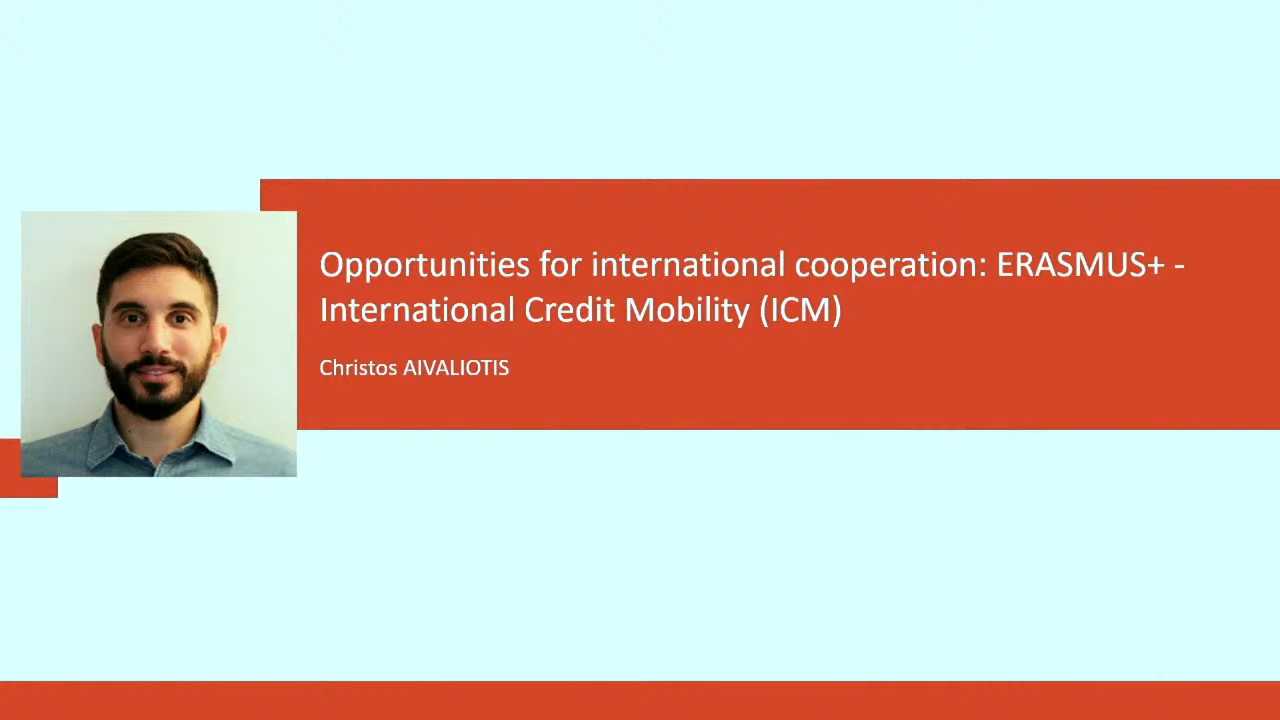 Opportunities for international cooperation: ERASMUS+ -
International Credit Mobility (ICM)
Christos AIVALIOTIS